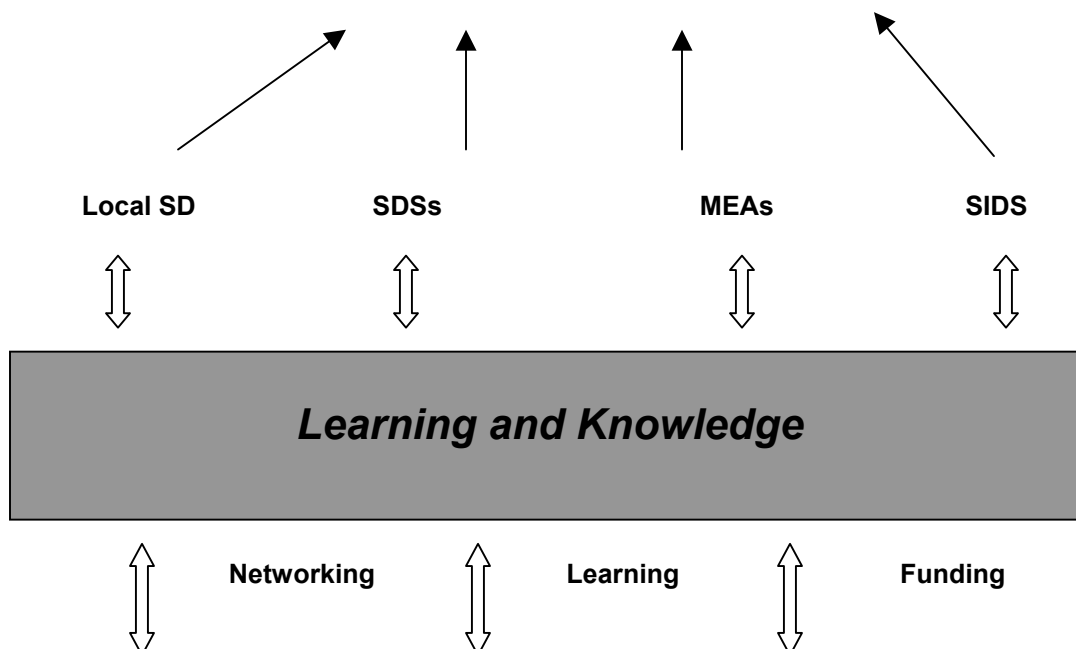 Local SD SDSs MEAs SIDS
Learning and Knowledge
Networking Learning Funding